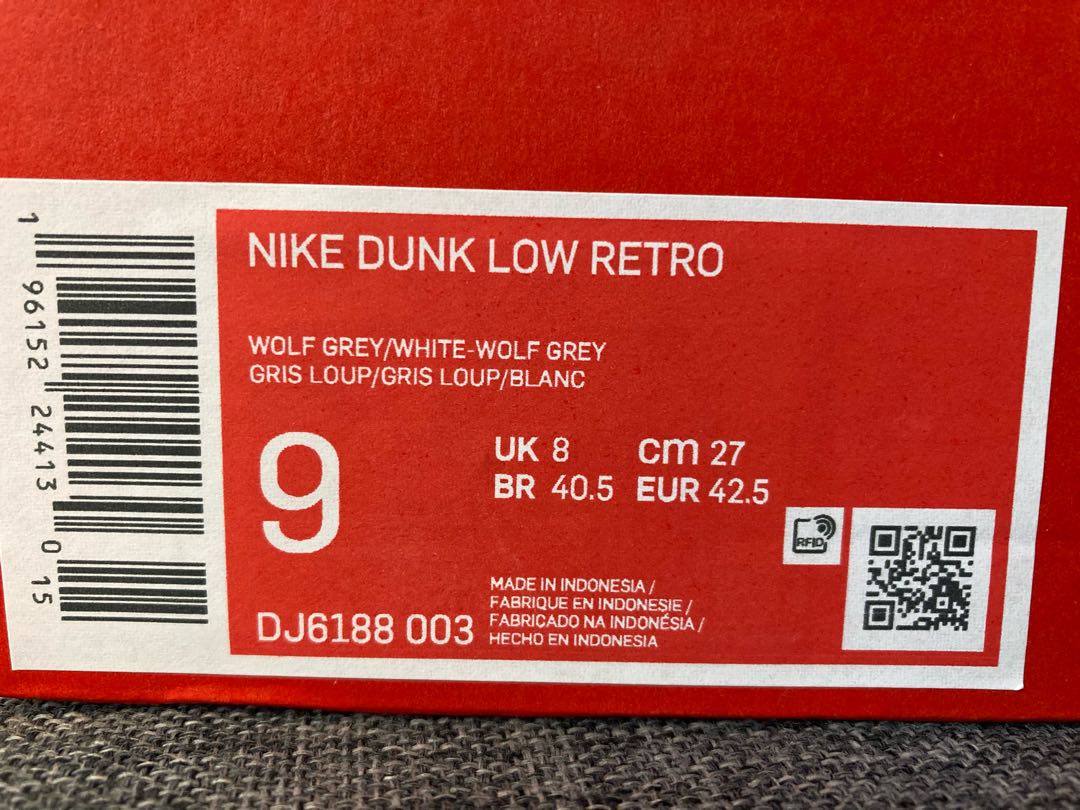 NIKE DUNK LOW RETRO
WOLF GREY/WHITE-WOLF GREY
GRIS LOUP/GRIS LOUP/BLANC
9
UK 8 cm 27
BR 40.5 EUR 42.5
RFID
DJ6188 003
MADE IN INDONESIA /
FABRIQUE EN INDONESIE /
FABRICADO NA INDONÉSIA /
HECHO EN INDONESIA
1 96152 24413 0 15